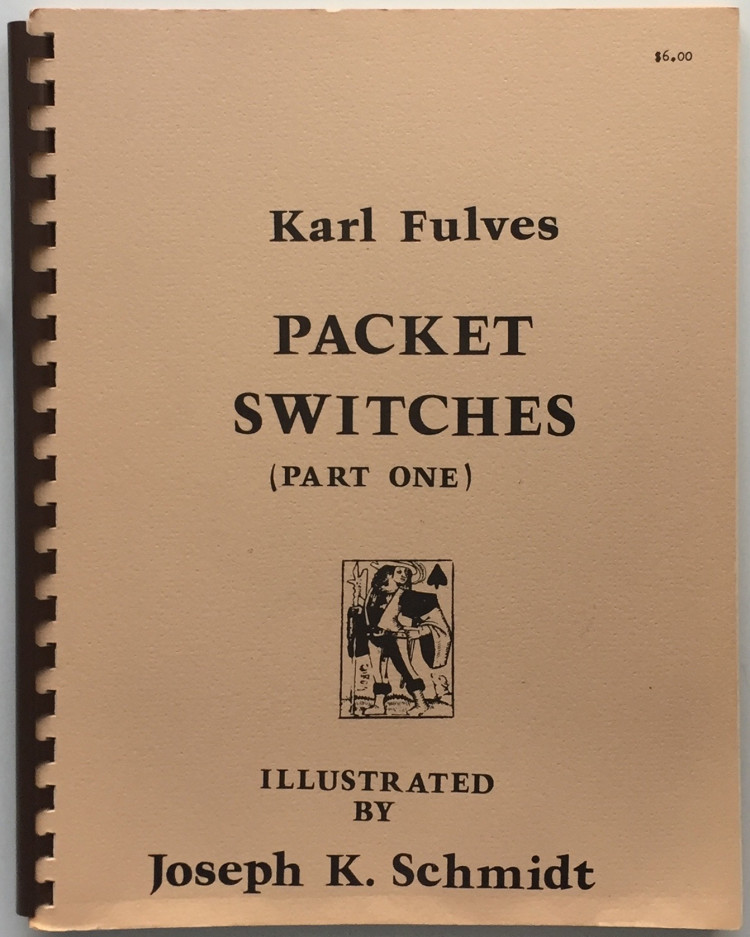 $6.00
Karl Fulves
PACKET
SWITCHES
(PART ONE)
ILLUSTRATED
BY
Joseph K. Schmidt